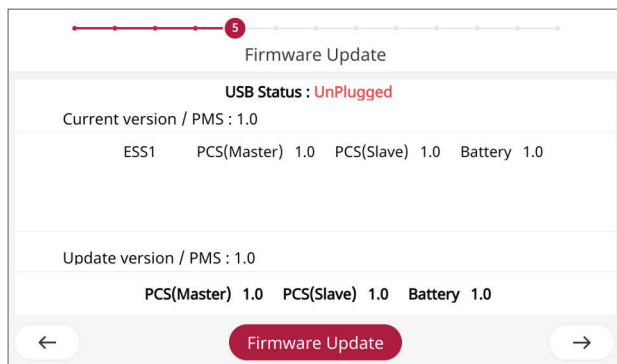 5
Firmware Update
USB Status : UnPlugged
Current version / PMS : 1.0
ESS1 PCS(Master) 1.0 PCS(Slave) 1.0 Battery 1.0
Update version / PMS : 1.0
PCS(Master) 1.0 PCS(Slave) 1.0 Battery 1.0
← Firmware Update →